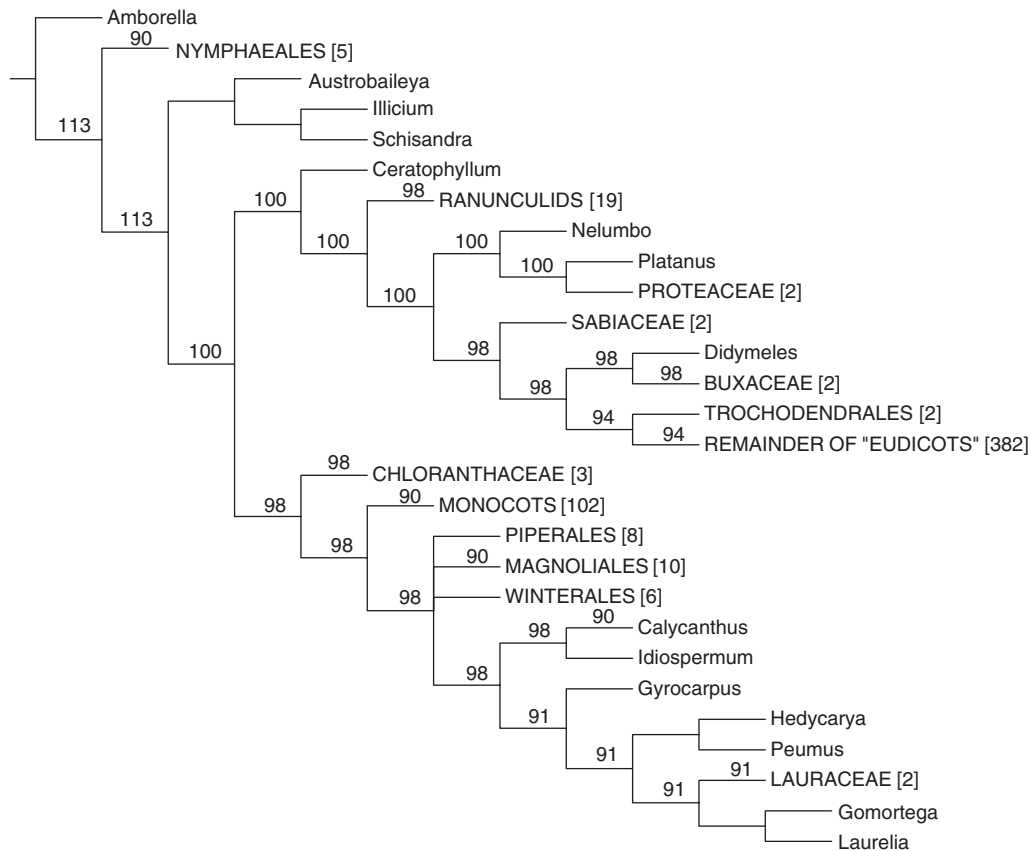 Amborella
90
NYMPHAEALES [5]
Austrobaileya
113
Illicium
Schisandra
Ceratophyllum
98
RANUNCULIDS [19]
100
113
Nelumbo
100
100
Platanus
100
PROTEACEAE [2]
100
SABIACEAE [2]
100
Didymeles
98
98
98
BUXACEAE [2]
98
TROCHODENDRALES [2]
94
94
REMAINDER OF "EUDICOTS" [382]
98
CHLORANTHACEAE [3]
90
MONOCOTS [102]
98
PIPERALES [8]
98
90
MAGNOLIALES [10]
98
WINTERALES [6]
90
Calycanthus
98
Idiospermum
98
Gyrocarpus
91
Hedycarya
Peumus
91
91
LAURACEAE [2]
91
Gomortega
Laurelia